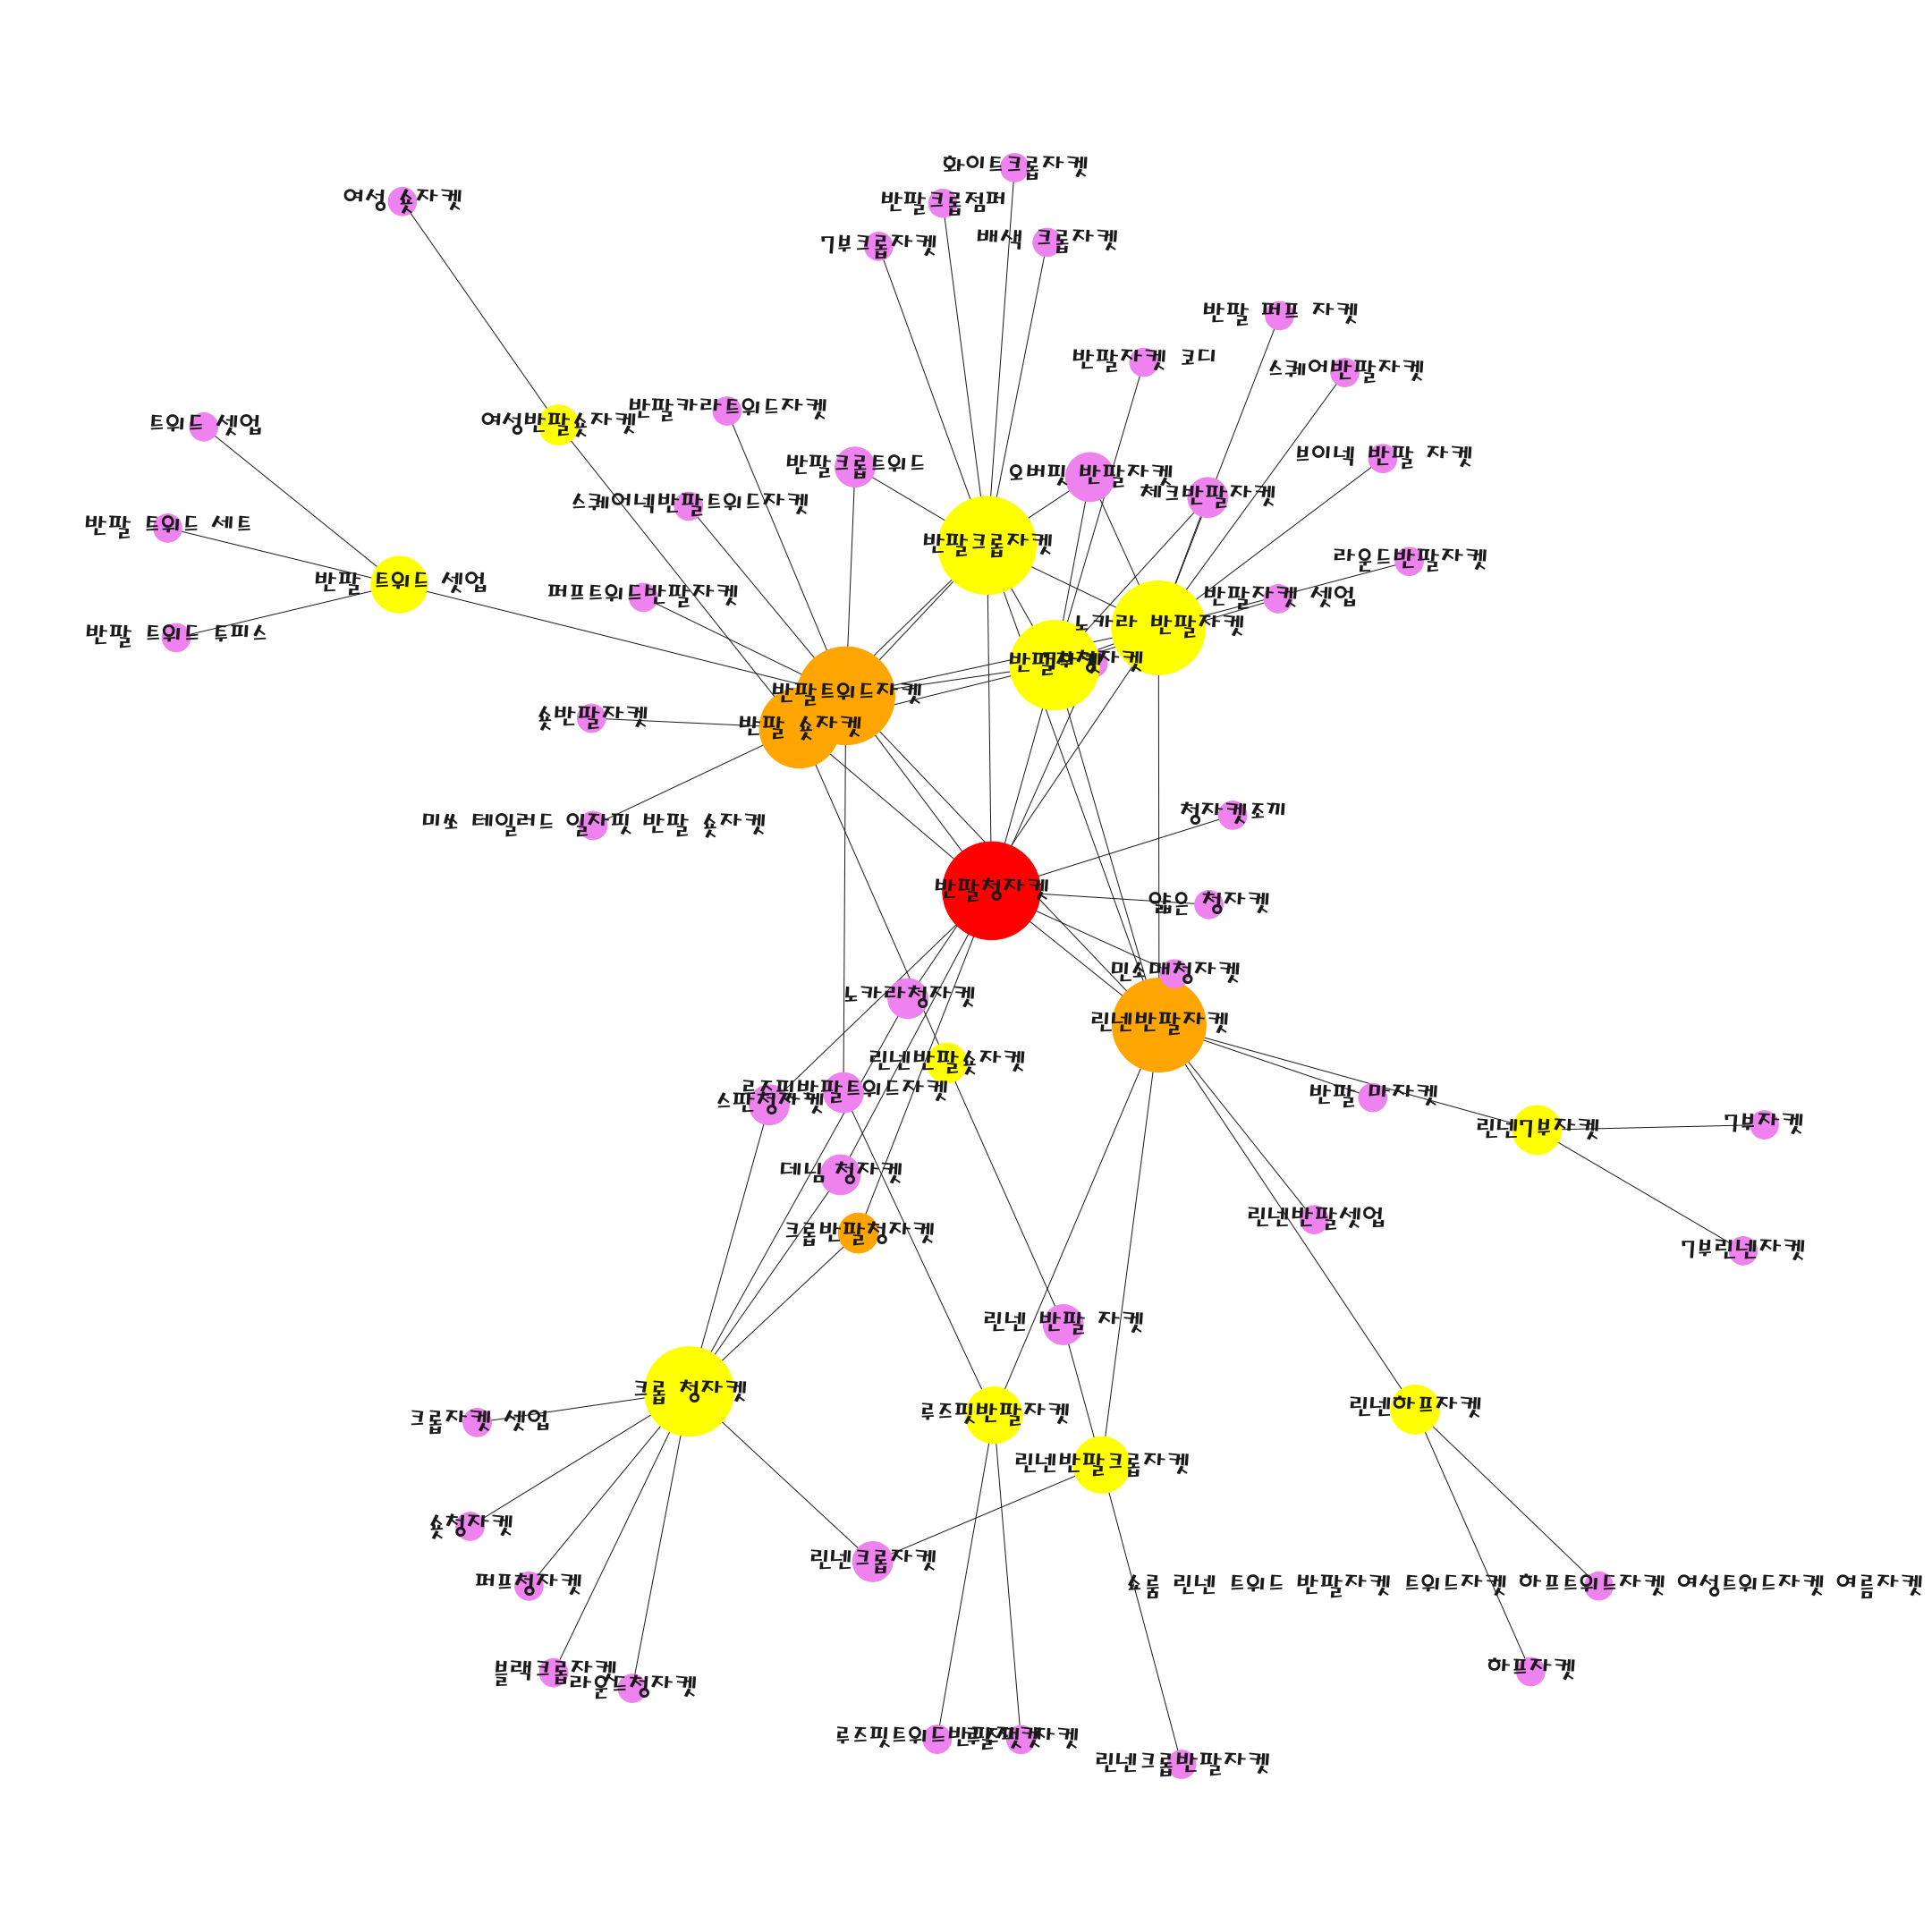 화이트크롭자켓
여성 숏자켓
반팔크롭점퍼
7부크롭자켓
배색 크롭자켓
반팔 퍼프 자켓
반팔자켓 코디
스퀘어반팔자켓
반팔카라트위드자켓
여성반팔숏자켓
트위드 셋업
브이넥 반팔 자켓
반팔크롭트위드
오버핏 반팔자켓
체크반팔자켓
스퀘어넥반팔트위드자켓
반팔 트위드 세트
반팔크롭자켓
라운드반팔자켓
반팔 트위드 셋업
퍼프트위드반팔자켓
반팔자켓 셋업
노카라 반팔자켓
반팔 트위드 투피스
반팔트위드자켓
숏반팔자켓
반팔 숏자켓
청자켓조끼
미쏘 테일러드 일자핏 반팔 숏자켓
반팔청자켓
얇은 청자켓
민소매청자켓
노카라청자켓
린넨반팔자켓
린넨반팔숏자켓
루즈핏반팔트위드자켓
스판청자켓
반팔 마자켓
7부자켓
린넨7부자켓
데님 청자켓
린넨반팔셋업
크롭반팔청자켓
7부린넨자켓
린넨 반팔 자켓
크롭 청자켓
린넨하프자켓
루즈핏반팔자켓
크롭자켓 셋업
린넨반팔크롭자켓
숏청자켓
린넨크롭자켓
퍼프청자켓
쇼룸 린넨 트위드 반팔자켓 트위드자켓 하프트위드자켓 여성트위드자켓 여름자켓
블랙크롭자켓
하프자켓
라운드청자켓
루즈핏트위드반팔자켓
린넨크롭반팔자켓